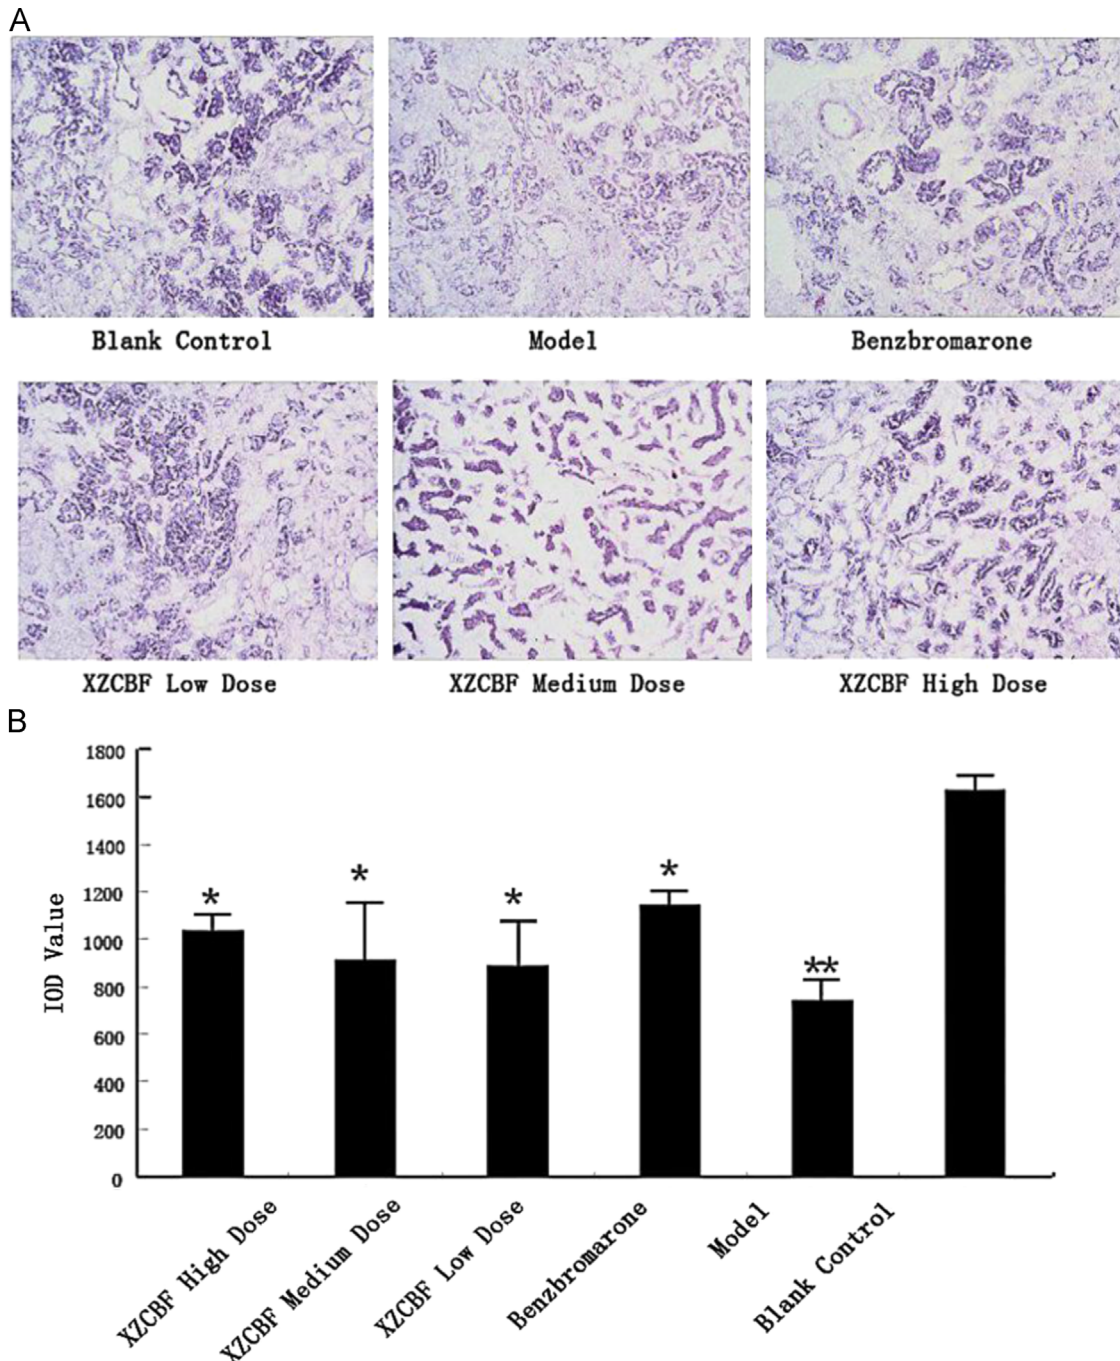 A
Blank Control
Model
Benzbromarone
XZCBF Low Dose
XZCBF Medium Dose
XZCBF High Dose
B
1800
1600
1400
1200
1000
800
600
400
200
0
IOD Value
*
*
*
*
**
XZCBF High Dose
XZCBF Medium Dose
XZCBF Low Dose
Benzbromarone
Model
Blank Control